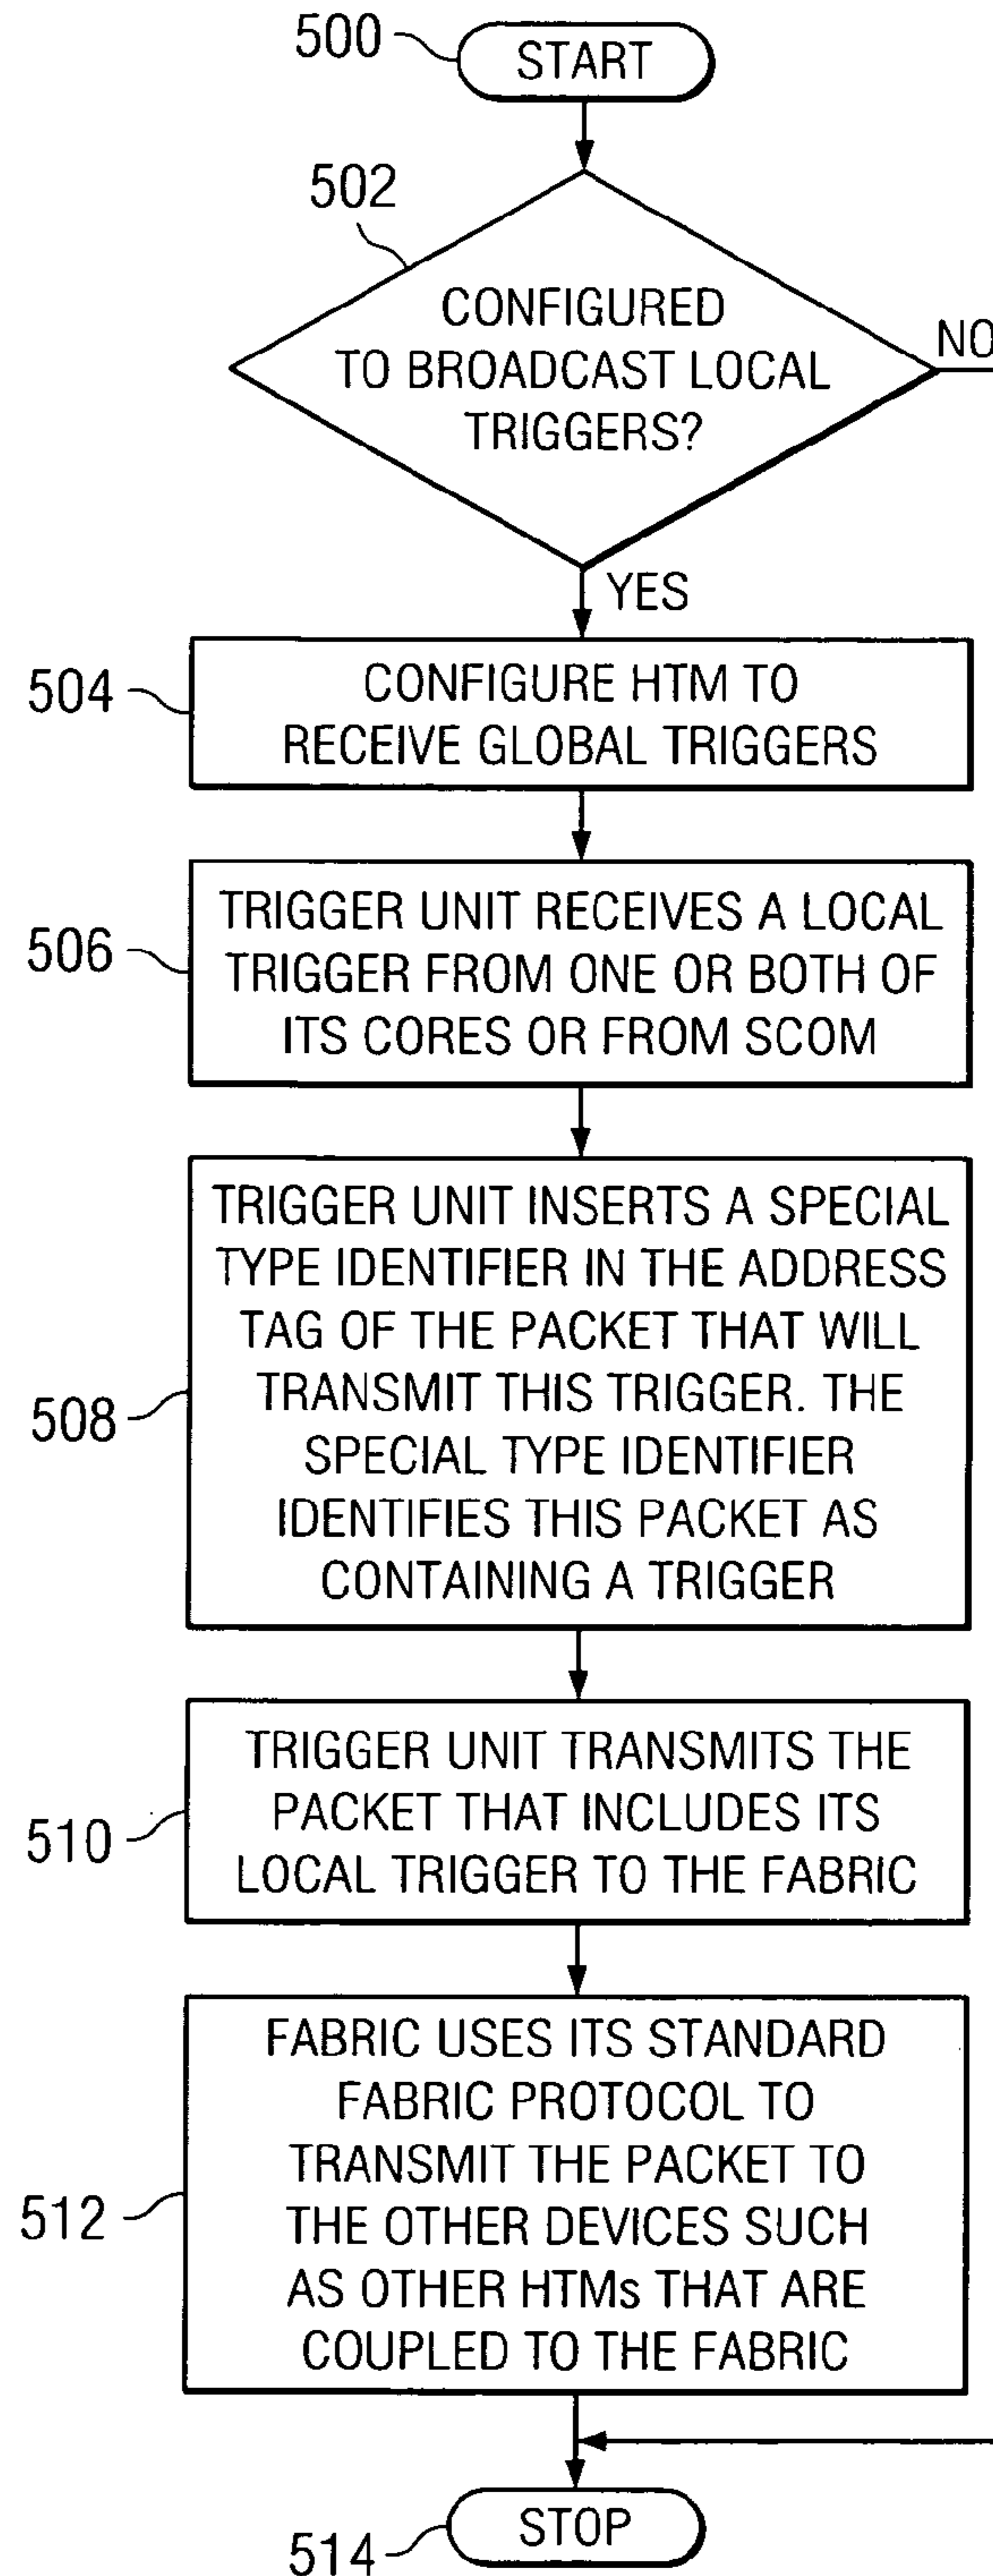 500
START
502
CONFIGURED
TO BROADCAST LOCAL
TRIGGERS?
NO
YES
504
CONFIGURE HTM TO
RECEIVE GLOBAL TRIGGERS
506
TRIGGER UNIT RECEIVES A LOCAL
TRIGGER FROM ONE OR BOTH OF
ITS CORES OR FROM SCOM
508
TRIGGER UNIT INSERTS A SPECIAL
TYPE IDENTIFIER IN THE ADDRESS
TAG OF THE PACKET THAT WILL
TRANSMIT THIS TRIGGER. THE
SPECIAL TYPE IDENTIFIER
IDENTIFIES THIS PACKET AS
CONTAINING A TRIGGER
510
TRIGGER UNIT TRANSMITS THE
PACKET THAT INCLUDES ITS
LOCAL TRIGGER TO THE FABRIC
512
FABRIC USES ITS STANDARD
FABRIC PROTOCOL TO
TRANSMIT THE PACKET TO
THE OTHER DEVICES SUCH
AS OTHER HTMs THAT ARE
COUPLED TO THE FABRIC
514
STOP